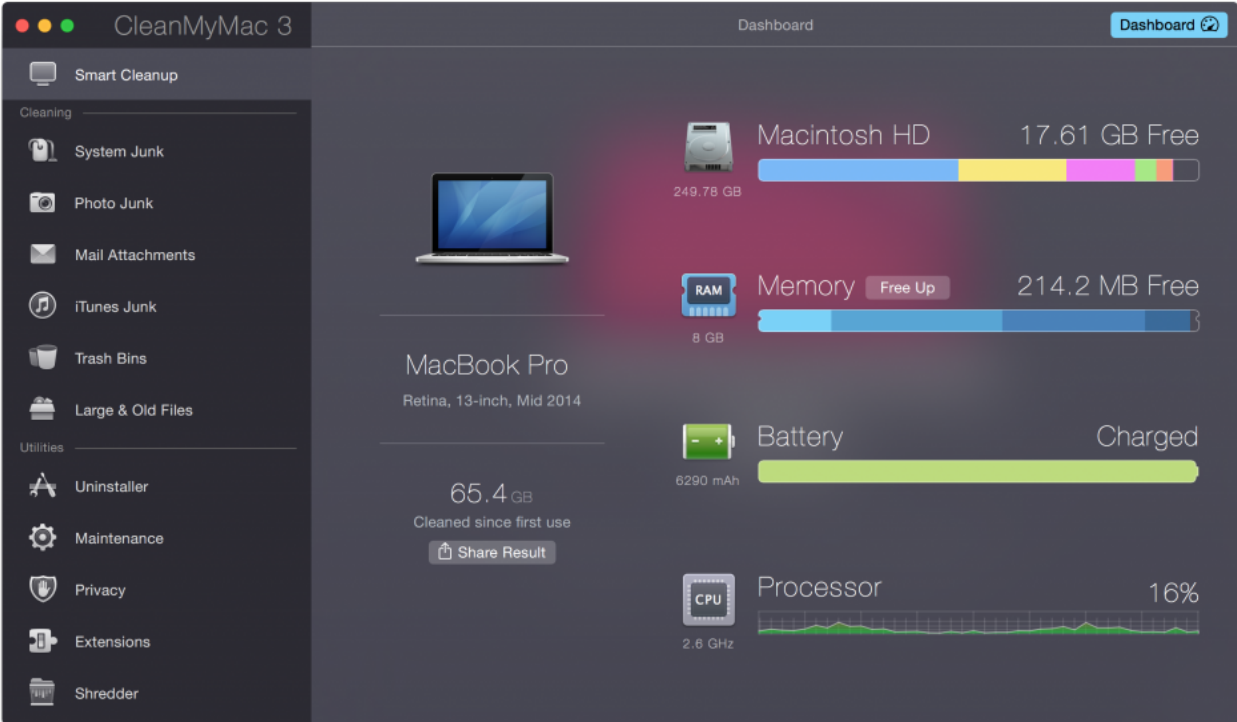 CleanMyMac 3
Dashboard
Dashboard
Smart Cleanup
Cleaning
System Junk
Photo Junk
Mail Attachments
iTunes Junk
Trash Bins
Large & Old Files
Utilities
Uninstaller
Maintenance
Privacy
Extensions
Shredder
MacBook Pro
Retina, 13-inch, Mid 2014
65.4 GB
Cleaned since first use
Share Result
Macintosh HD 17.61 GB Free
249.78 GB
RAM
Memory Free Up 214.2 MB Free
8 GB
Battery Charged
6290 mAh
CPU
Processor 16%
2.6 GHz